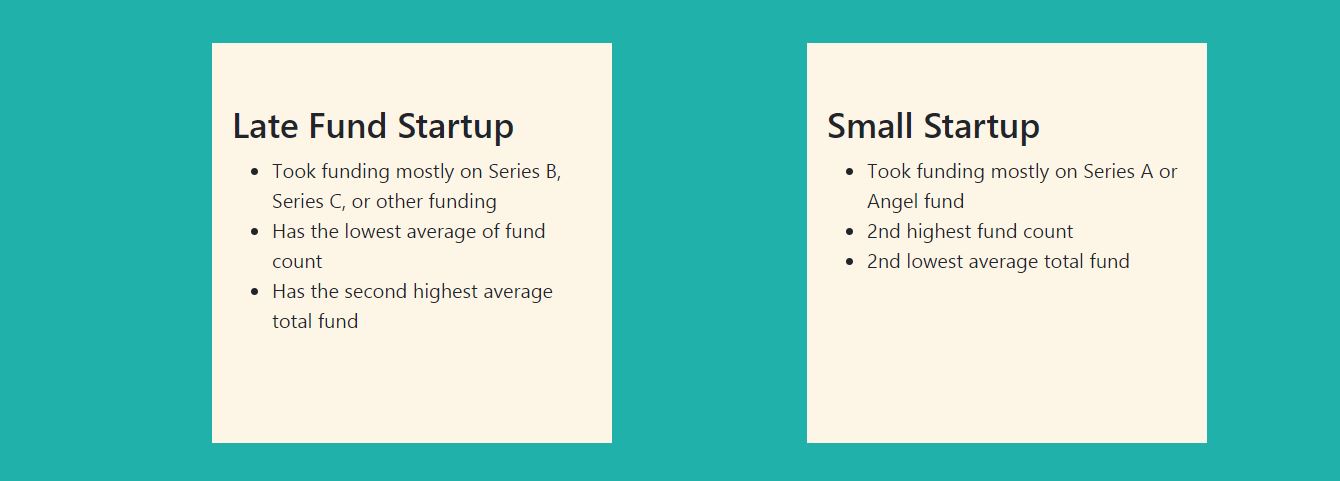 Late Fund Startup
• Took funding mostly on Series B,
Series C, or other funding
• Has the lowest average of fund
count
• Has the second highest average
total fund
Small Startup
• Took funding mostly on Series A or
Angel fund
• 2nd highest fund count
• 2nd lowest average total fund